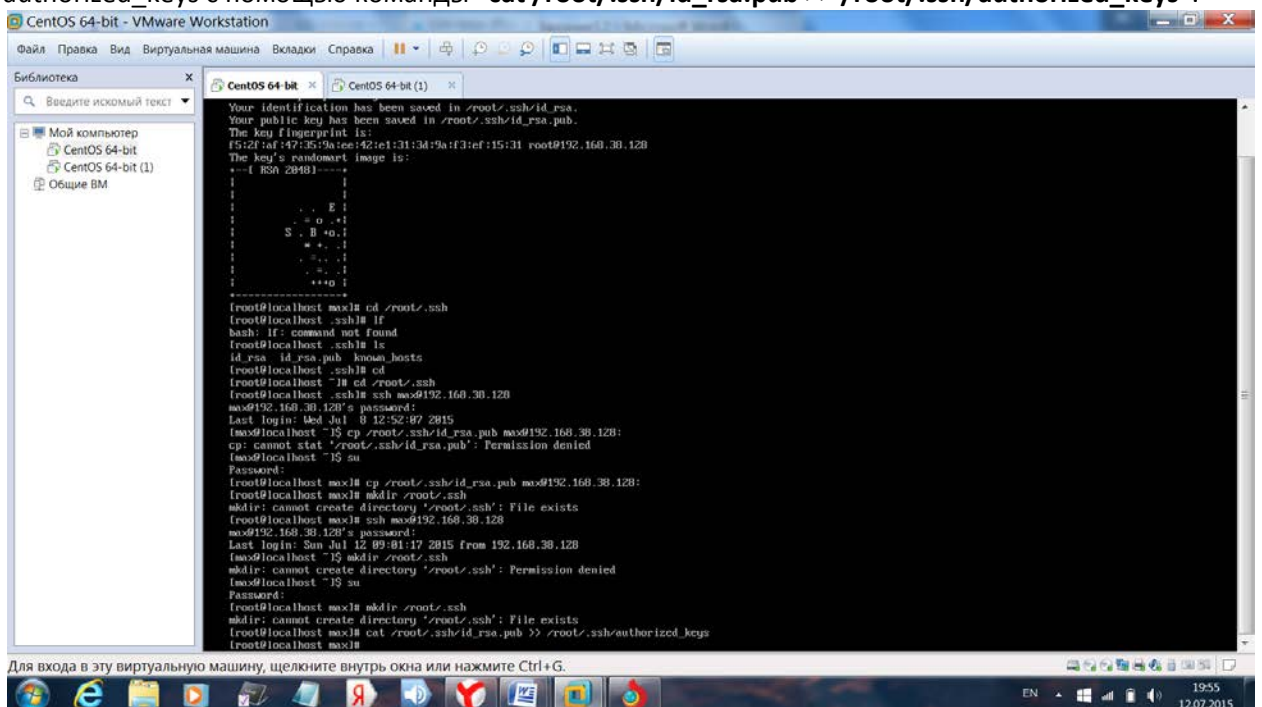 authorized_keys с помощью команды "cat /root/.ssh/id_rsa.pub >> /root/.ssh/authorized_keys".
CentOS 64-bit - VMware Workstation
Файл Правка Вид Виртуальная машина Вкладки Справка
Библиотека x
CentOS 64-bit × CentOS 64-bit (1) ×
Введите искомый текст
Мой компьютер
CentOS 64-bit
CentOS 64-bit (1)
Общие ВМ
Your identification has been saved in /root/.ssh/id_rsa.
Your public key has been saved in /root/.ssh/id_rsa.pub.
The key fingerprint is:
f5:2f:af:47:35:9a:ee:42:e1:31:3d:9a:f3:ef:15:31 root@192.168.38.128
The key's randomart image is:
+--[ RSA 2048]----+
|                 |
|                 |
|          . . E |
|         . = o .+|
|        S . B +o.|
|           * +. .|
|          . =.. .|
|           . =. .|
|            +++o |
+-----------------+
[root@localhost max]# cd /root/.ssh
[root@localhost .ssh]# lf
bash: lf: command not found
[root@localhost .ssh]# ls
id_rsa id_rsa.pub known_hosts
[root@localhost .ssh]# cd
[root@localhost ~]# cd /root/.ssh
[root@localhost .ssh]# ssh max@192.168.38.128
max@192.168.38.128's password:
Last login: Wed Jul 8 12:52:07 2015
[max@localhost ~]$ cp /root/.ssh/id_rsa.pub max@192.168.38.128:
cp: cannot stat '/root/.ssh/id_rsa.pub': Permission denied
[max@localhost ~]$ su
Password:
[root@localhost max]# cp /root/.ssh/id_rsa.pub max@192.168.38.128:
[root@localhost max]# mkdir /root/.ssh
mkdir: cannot create directory '/root/.ssh': File exists
[root@localhost max]# ssh max@192.168.38.128
max@192.168.38.128's password:
Last login: Sun Jul 12 09:01:17 2015 from 192.168.38.128
[max@localhost ~]$ mkdir /root/.ssh
mkdir: cannot create directory '/root/.ssh': Permission denied
[max@localhost ~]$ su
Password:
[root@localhost max]# mkdir /root/.ssh
mkdir: cannot create directory '/root/.ssh': File exists
[root@localhost max]# cat /root/.ssh/id_rsa.pub >> /root/.ssh/authorized_keys
[root@localhost max]#
Для входа в эту виртуальную машину, щелкните внутрь окна или нажмите Ctrl+G.
EN 19:55
12.07.2015